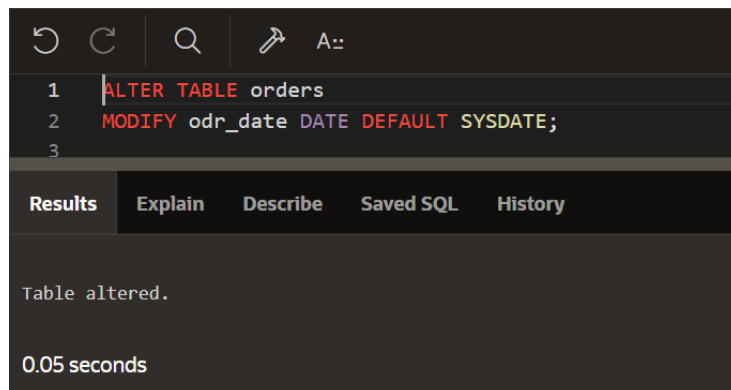 A::
1 ALTER TABLE orders
2 MODIFY odr_date DATE DEFAULT SYSDATE;
3
Results Explain Describe Saved SQL History
Table altered.
0.05 seconds